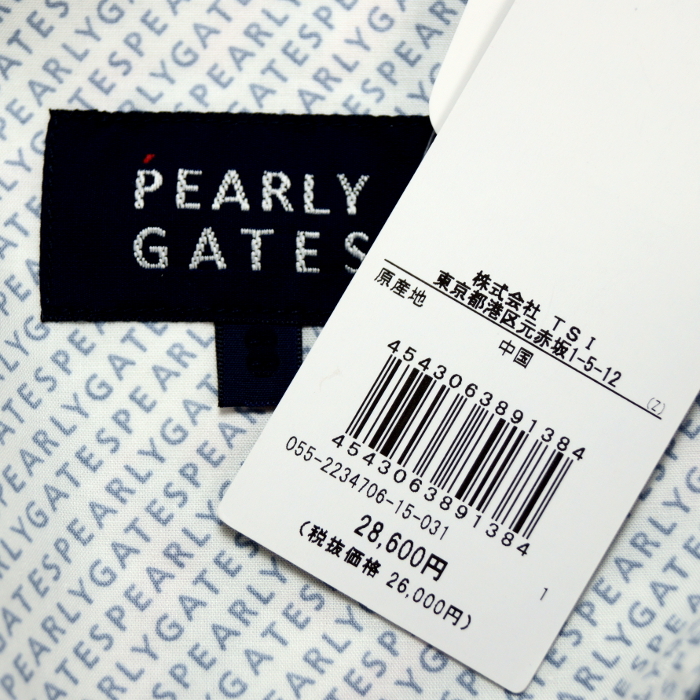 PEARLY
GATES
株式会社 TSI
東京都港区元赤坂1-5-12
原産地 中国
(Z)
4543063891384
4543063891384
055-2234706-15-031
28,600円
(税抜価格 26,000円)
1